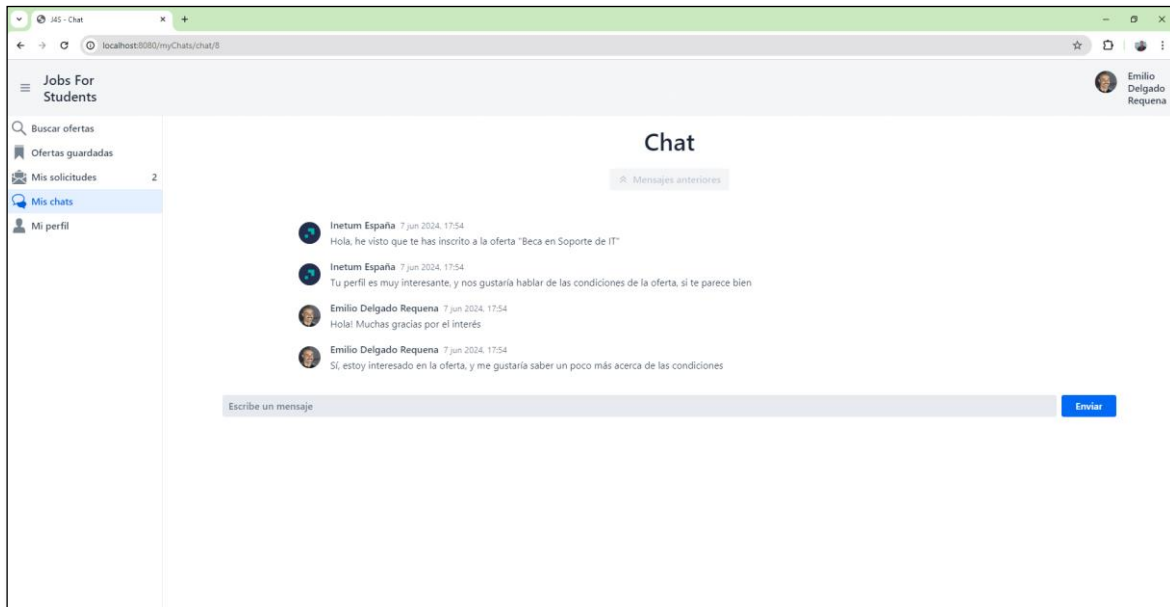 J4S - Chat
localhost:8080/myChats/chat/8
Jobs For
Students
Emilio
Delgado
Requena
Buscar ofertas
Ofertas guardadas
Mis solicitudes 2
Mis chats
Mi perfil
Chat
Mensajes anteriores
Inetum España 7 jun 2024, 17:54
Hola, he visto que te has inscrito a la oferta "Beca en Soporte de IT"
Inetum España 7 jun 2024, 17:54
Tu perfil es muy interesante, y nos gustaría hablar de las condiciones de la oferta, si te parece bien
Emilio Delgado Requena 7 jun 2024, 17:54
Hola! Muchas gracias por el interés
Emilio Delgado Requena 7 jun 2024, 17:54
Sí, estoy interesado en la oferta, y me gustaría saber un poco más acerca de las condiciones
Escribe un mensaje
Enviar